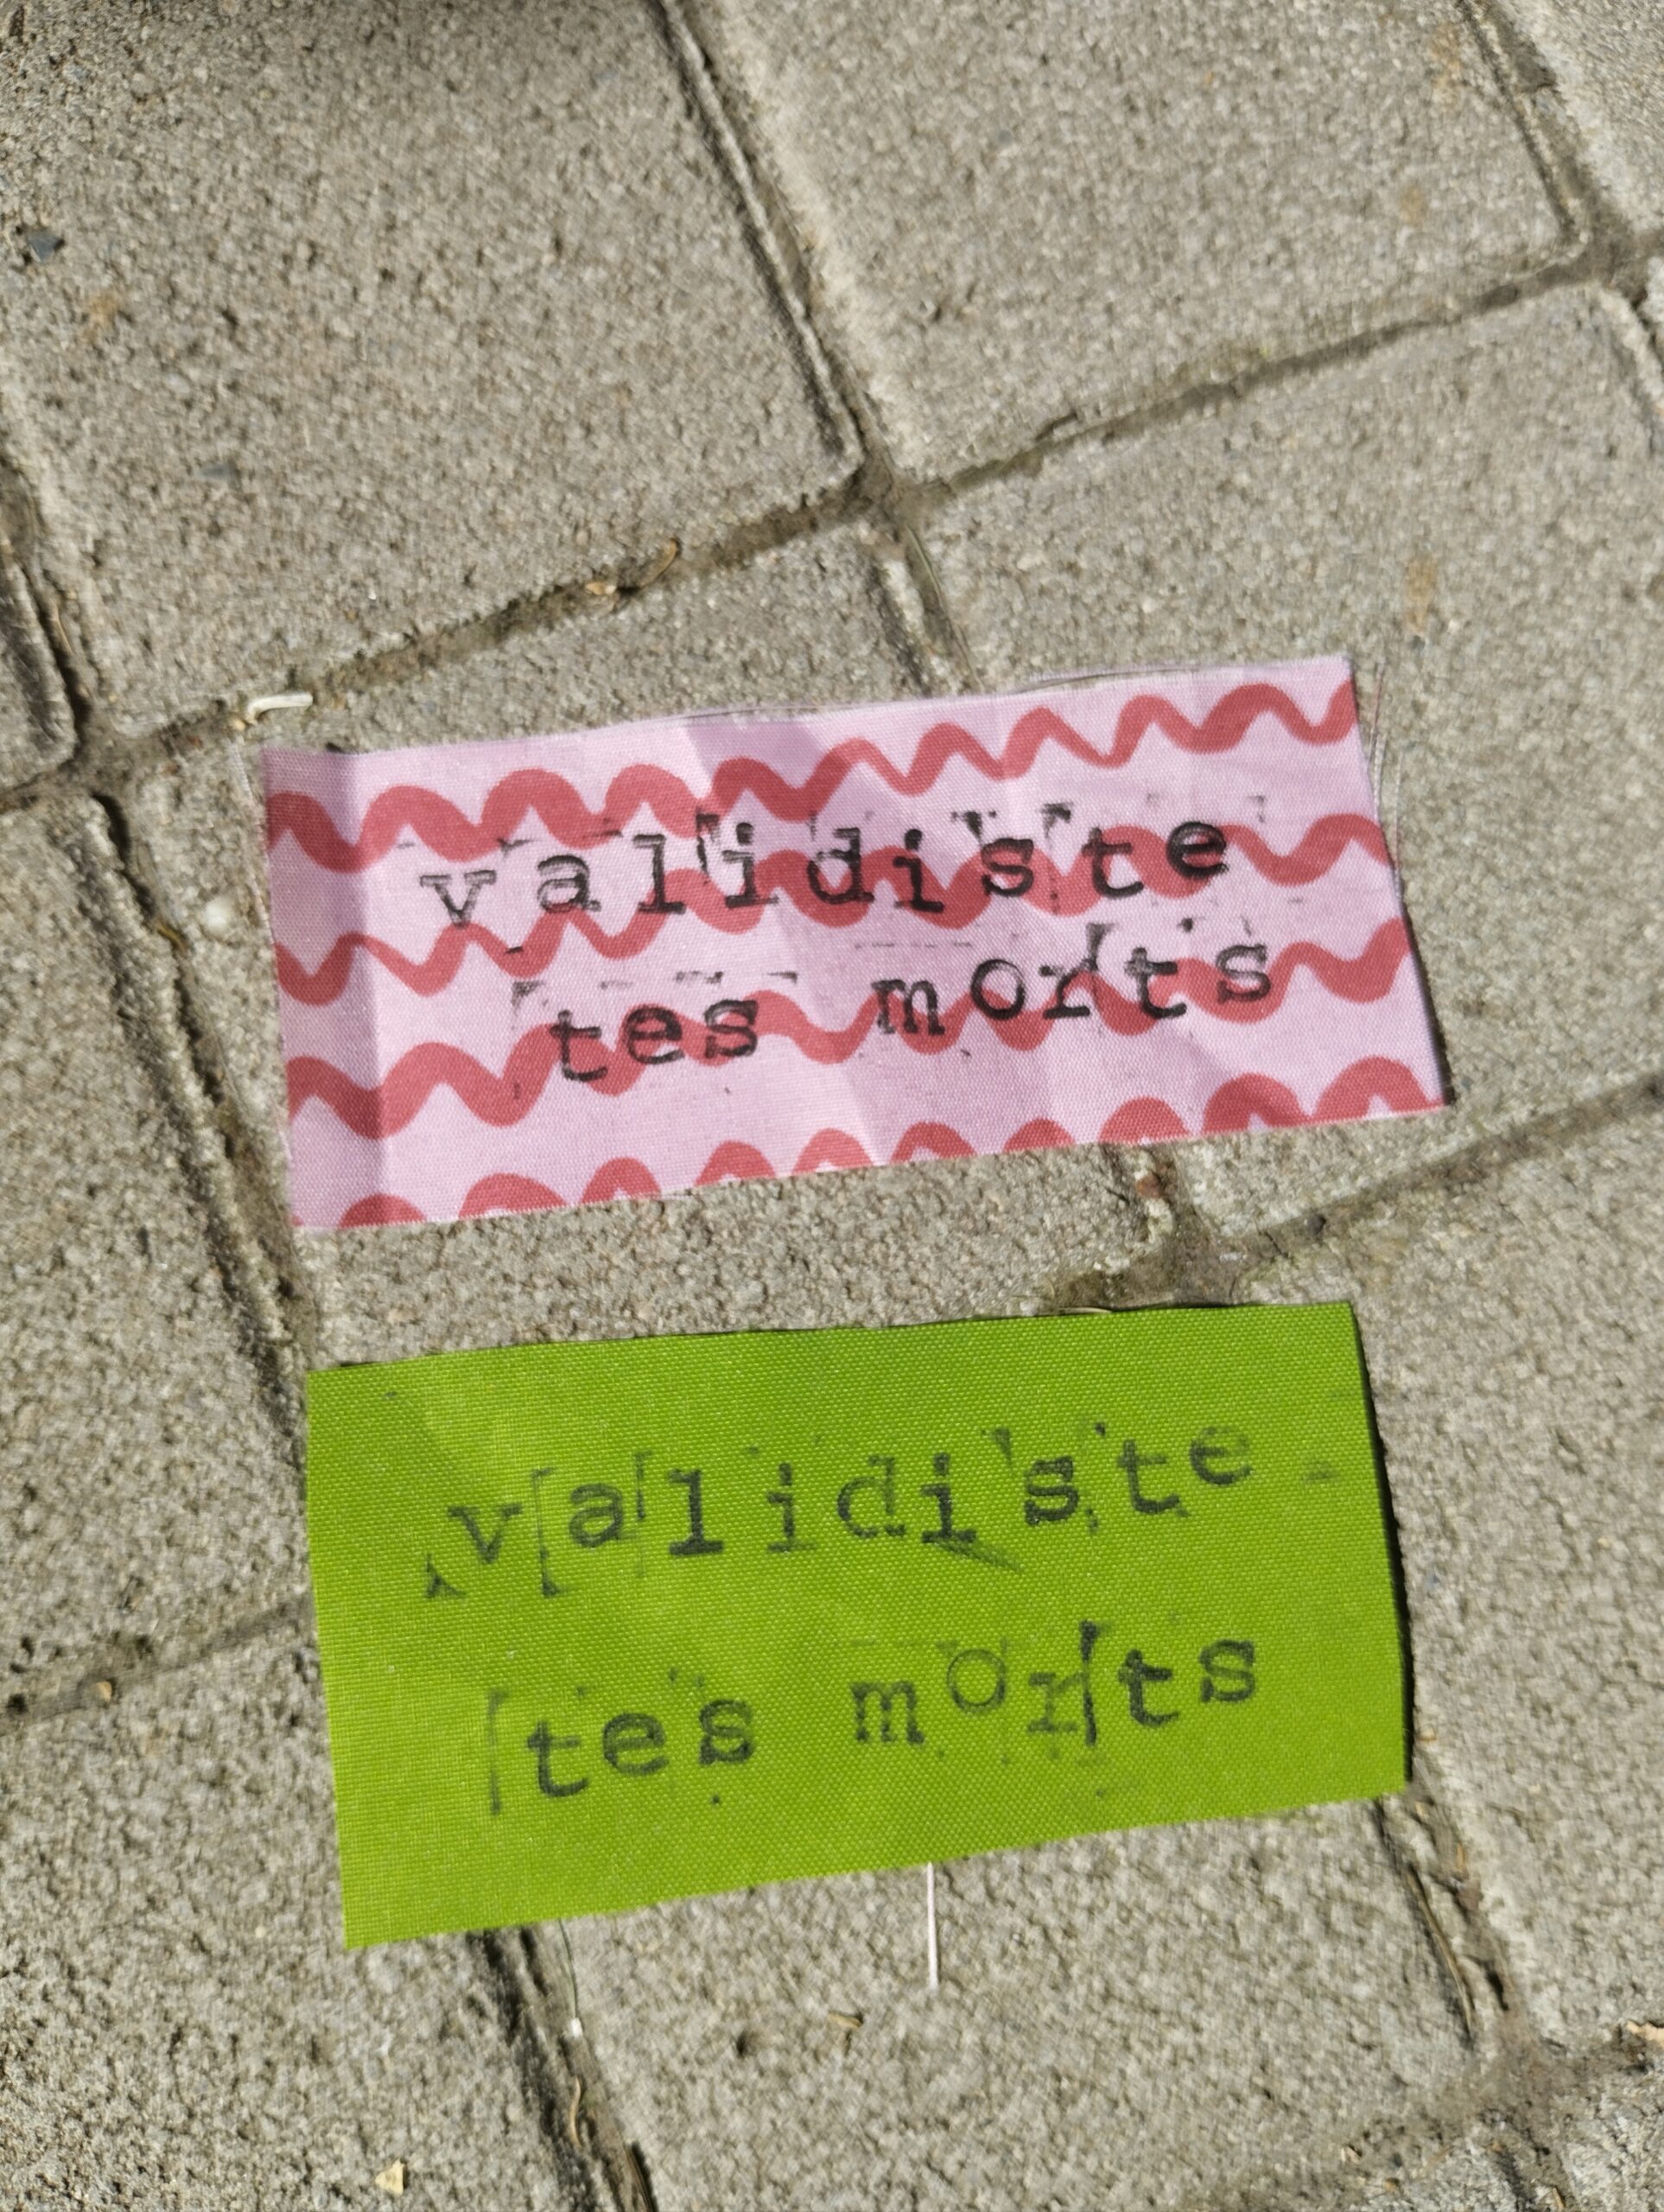 validiste
tes morts
validiste
tes morts